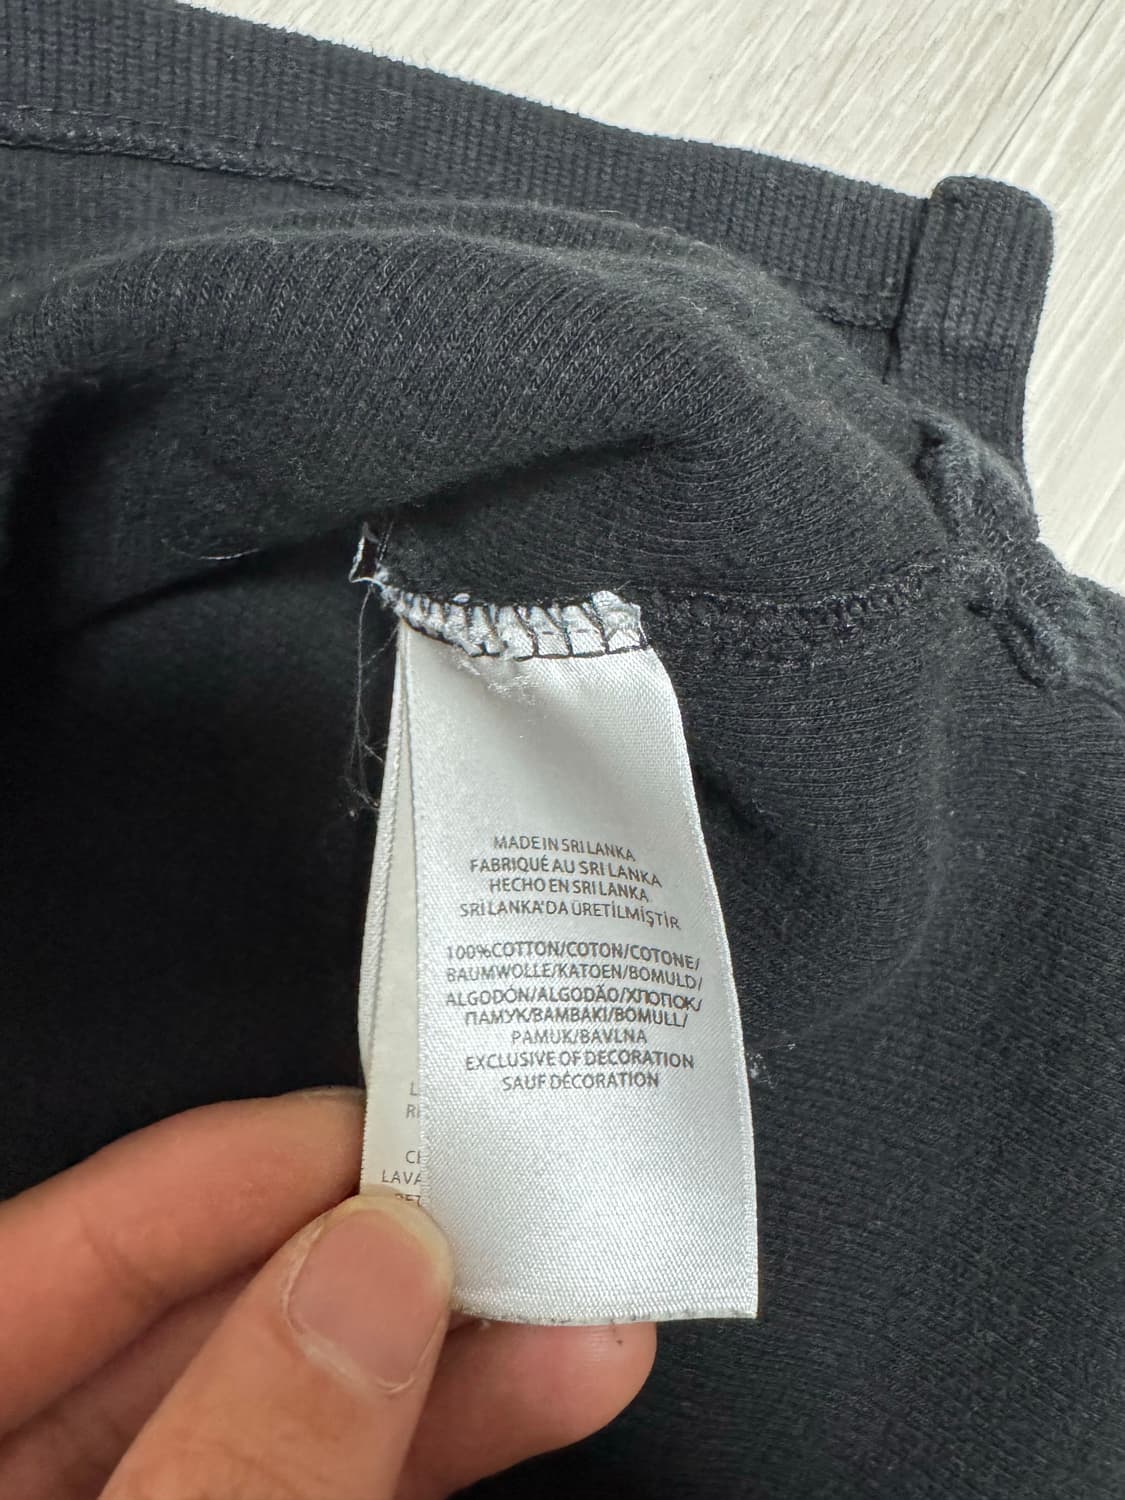 MADE IN SRI LANKA
FABRIQUÉ AU SRI LANKA
HECHO EN SRI LANKA
SRİ LANKA'DA ÜRETİLMİŞTİR
100%COTTON/COTON/COTONE/
BAUMWOLLE/KATOEN/BOMULD/
ALGODÓN/ALGODÃO/ХЛОПОК/
ПАМУК/BAMBAKI/BOMULL/
PAMUK/BAVLNA
EXCLUSIVE OF DECORATION
SAUF DÉCORATION